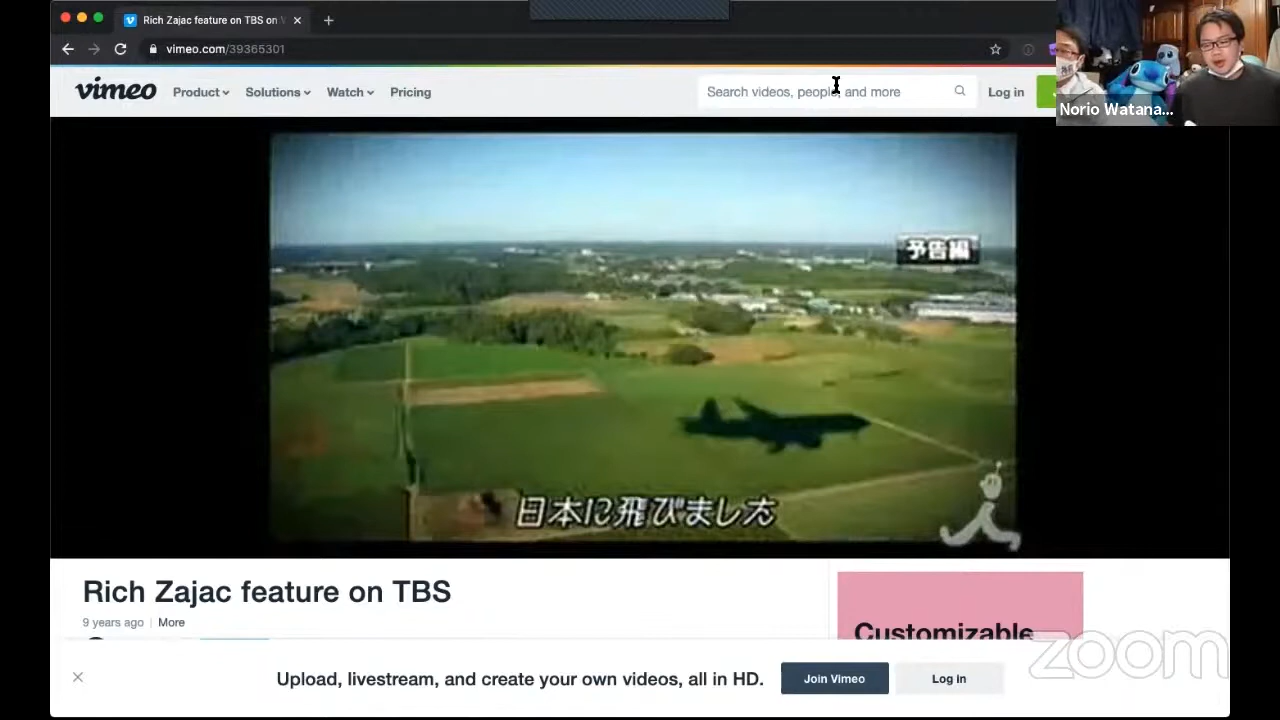 Rich Zajac feature on TBS on V
vimeo.com/39365301
vimeo
Product
Solutions
Watch
Pricing
Search videos, people, and more
Log in
Norio Watana...
予告編
日本に飛びました
Rich Zajac feature on TBS
9 years ago
More
Customizable
Upload, livestream, and create your own videos, all in HD.
Join Vimeo
Log in
zoom